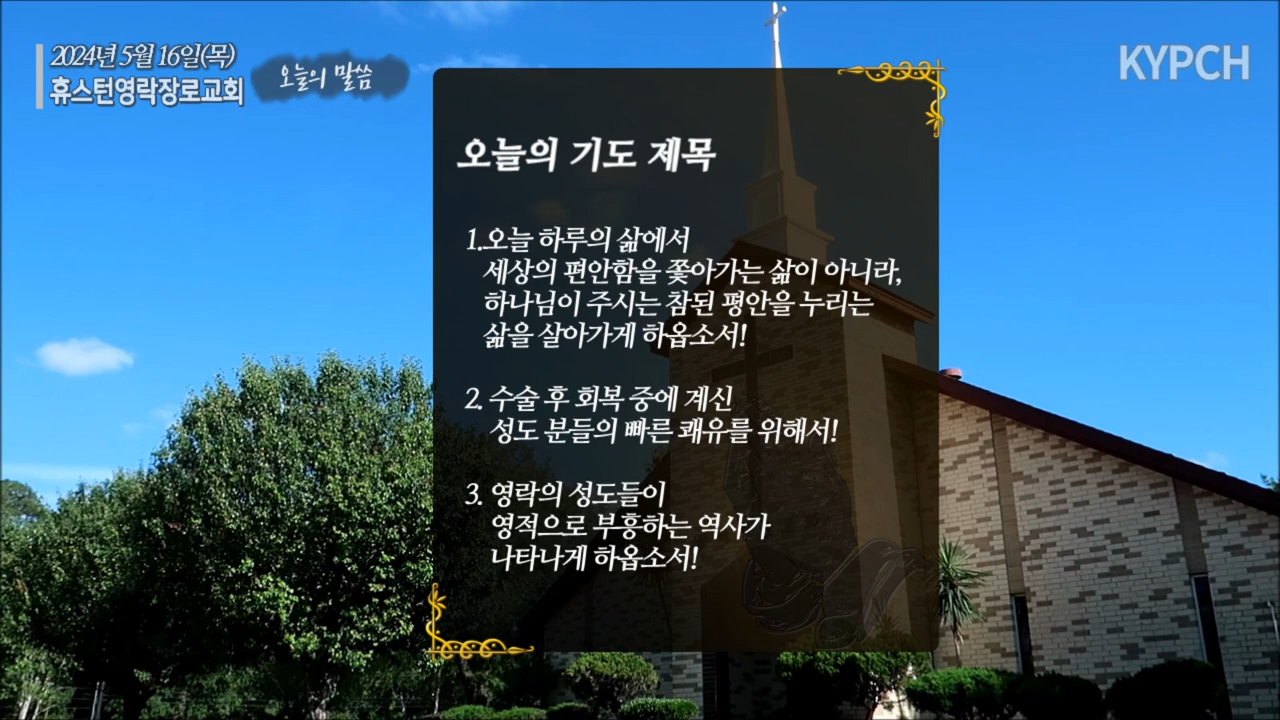 2024년 5월 16일(목)
휴스턴영락장로교회
오늘의 말씀
KYPCH
오늘의 기도 제목
1.오늘 하루의 삶에서
세상의 편안함을 쫓아가는 삶이 아니라,
하나님이 주시는 참된 평안을 누리는
삶을 살아가게 하옵소서!
2. 수술 후 회복 중에 계신
성도 분들의 빠른 쾌유를 위해서!
3. 영락의 성도들이
영적으로 부흥하는 역사가
나타나게 하옵소서!